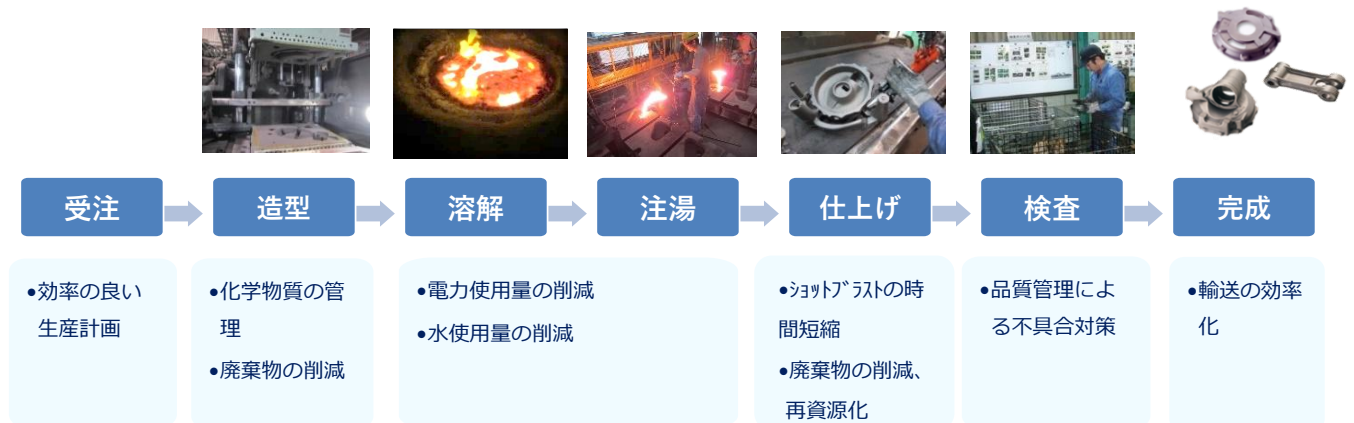 受注
造型
溶解
注湯
仕上げ
検査
完成
•効率の良い
生産計画
•化学物質の管
理
•廃棄物の削減
•電力使用量の削減
•水使用量の削減
•ｼｮｯﾄﾌﾞﾗｽﾄの時
間短縮
•廃棄物の削減、
再資源化
•品質管理によ
る不具合対策
•輸送の効率
化